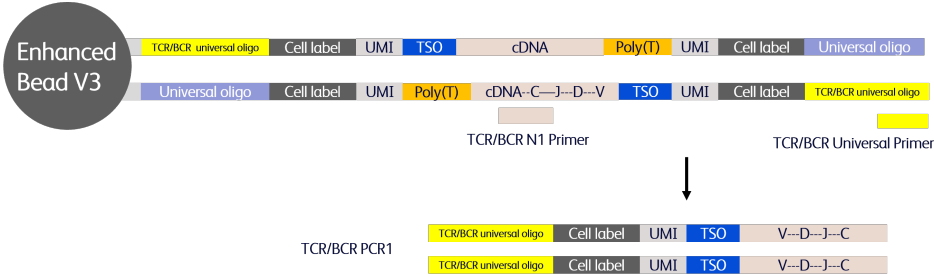 Enhanced
Bead V3
TCR/BCR universal oligo Cell label UMI TSO cDNA Poly(T) UMI Cell label Universal oligo
Universal oligo Cell label UMI Poly(T) cDNA--C—J---D---V TSO UMI Cell label TCR/BCR universal oligo
TCR/BCR N1 Primer TCR/BCR Universal Primer
TCR/BCR PCR1
TCR/BCR universal oligo Cell label UMI TSO V---D---J---C
TCR/BCR universal oligo Cell label UMI TSO V---D---J---C